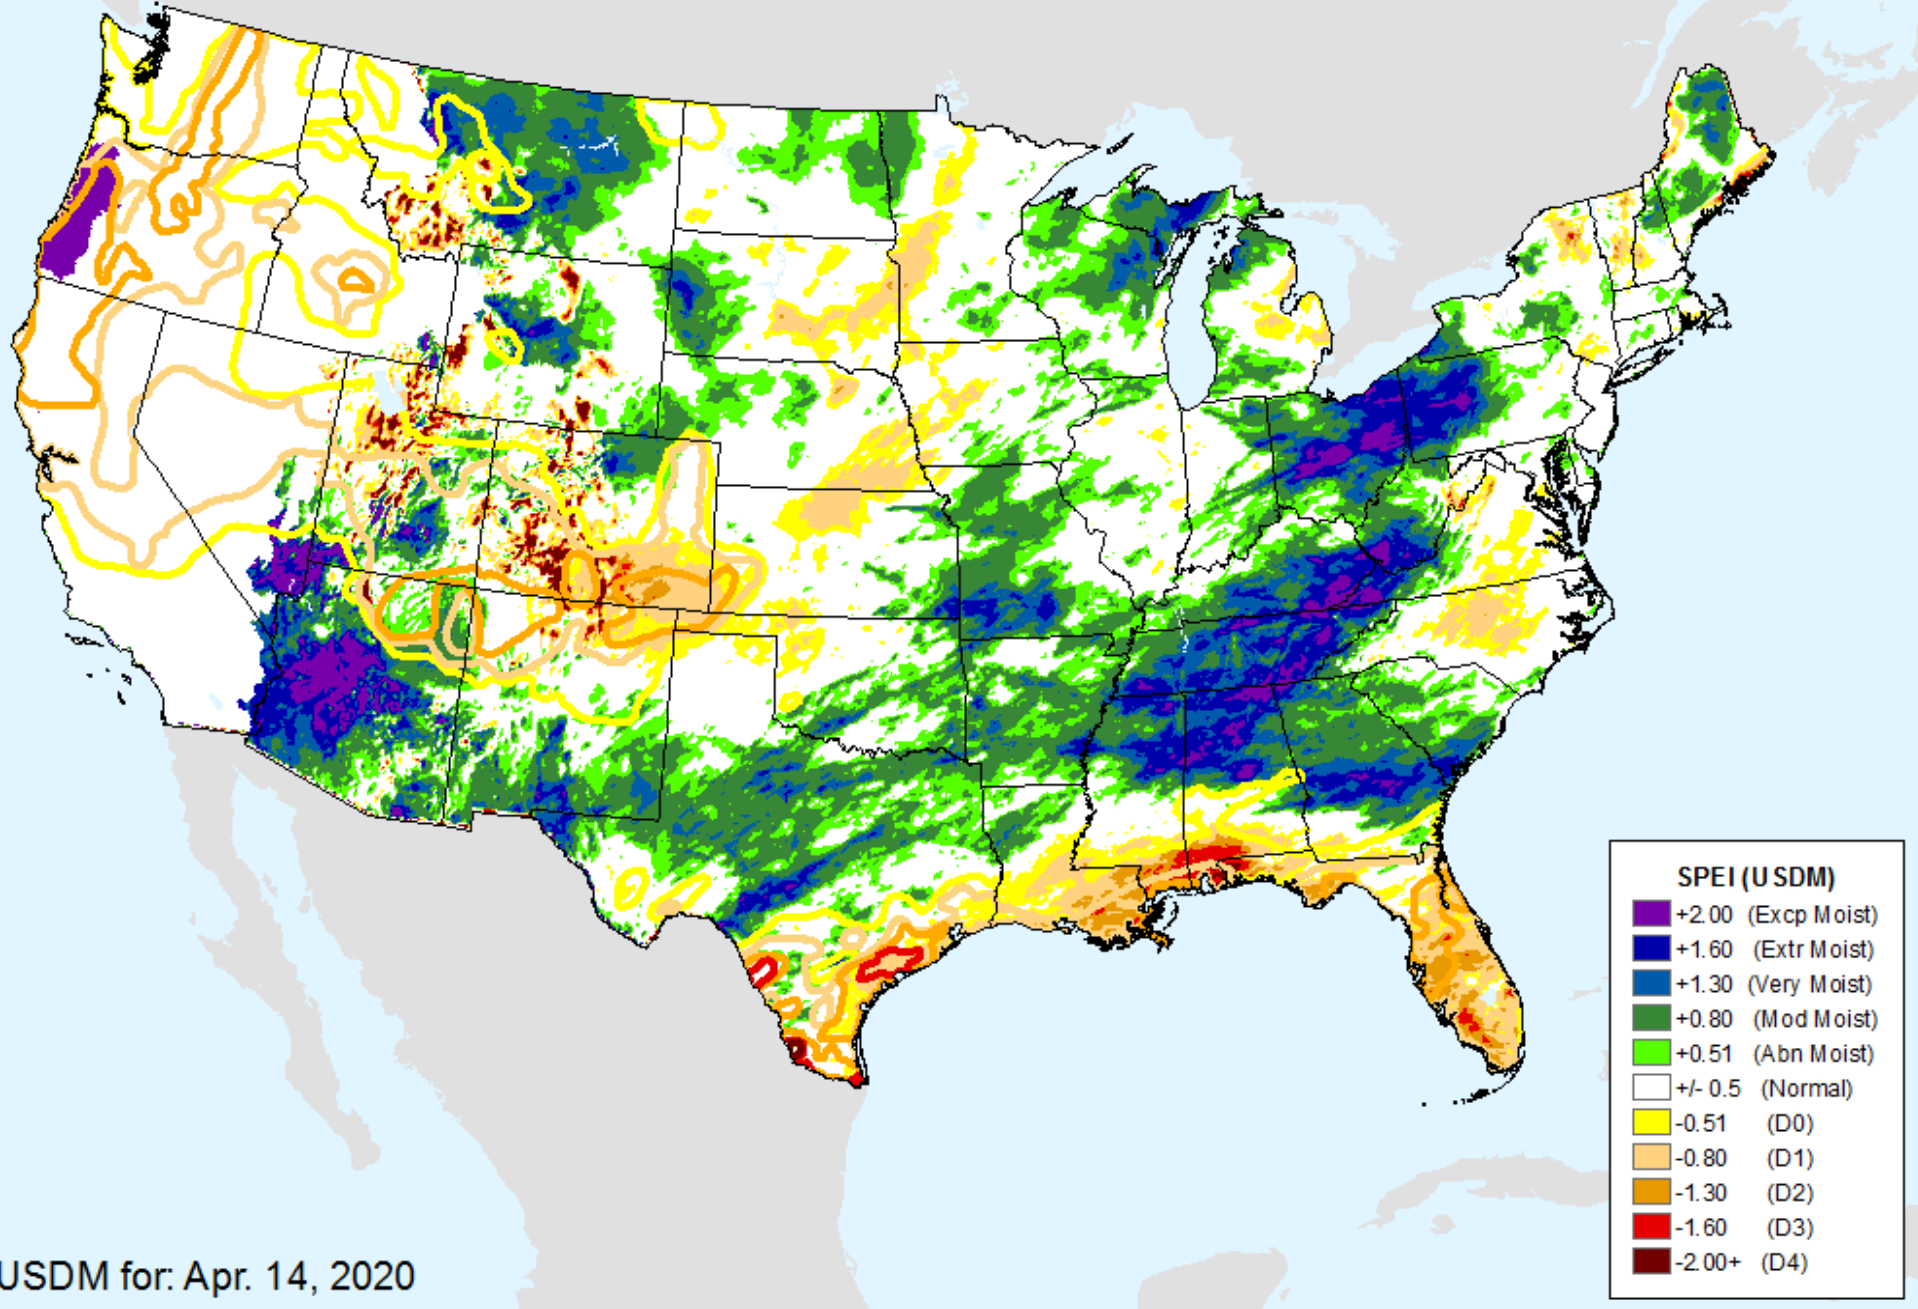 SPEI (USDM)
+2.00 (Excp Moist)
+1.60 (Extr Moist)
+1.30 (Very Moist)
+0.80 (Mod Moist)
+0.51 (Abn Moist)
+/- 0.5 (Normal)
-0.51 (D0)
-0.80 (D1)
-1.30 (D2)
-1.60 (D3)
-2.00+ (D4)
USDM for: Apr. 14, 2020